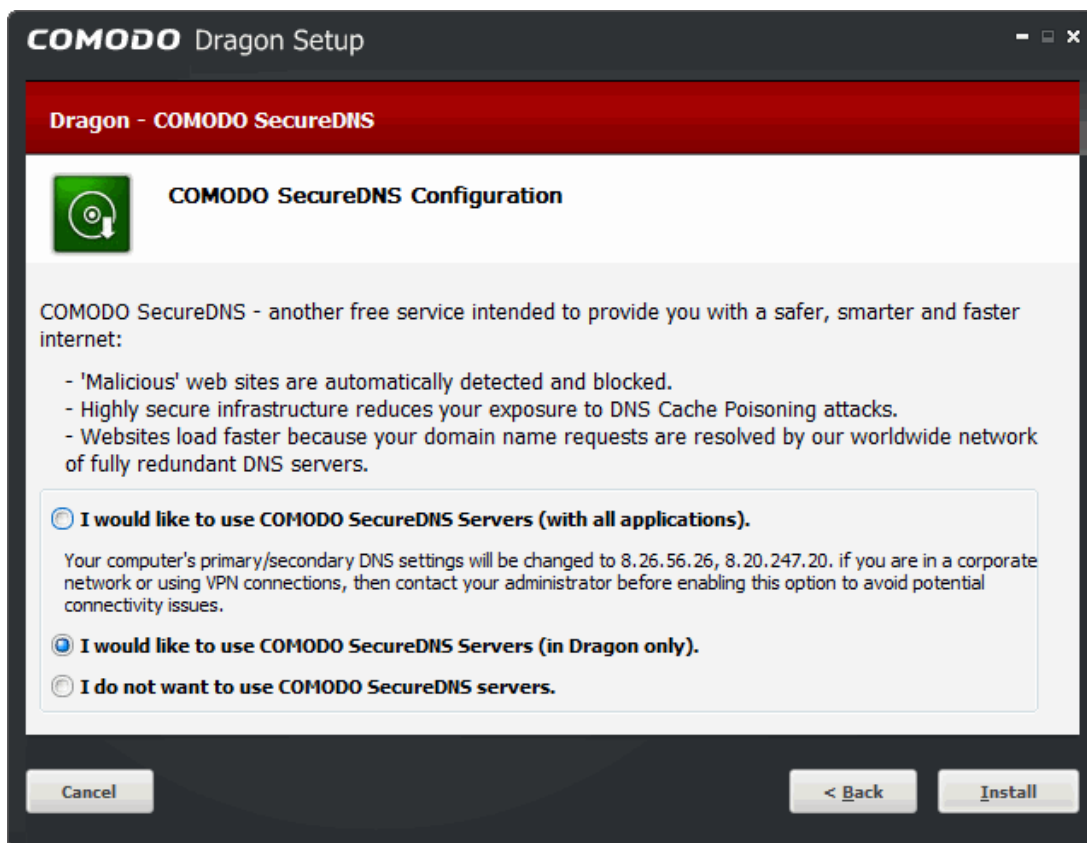 COMODO Dragon Setup
Dragon - COMODO SecureDNS
COMODO SecureDNS Configuration
COMODO SecureDNS - another free service intended to provide you with a safer, smarter and faster
internet:
- 'Malicious' web sites are automatically detected and blocked.
- Highly secure infrastructure reduces your exposure to DNS Cache Poisoning attacks.
- Websites load faster because your domain name requests are resolved by our worldwide network
of fully redundant DNS servers.
I would like to use COMODO SecureDNS Servers (with all applications).
Your computer's primary/secondary DNS settings will be changed to 8.26.56.26, 8.20.247.20. if you are in a corporate
network or using VPN connections, then contact your administrator before enabling this option to avoid potential
connectivity issues.
I would like to use COMODO SecureDNS Servers (in Dragon only).
I do not want to use COMODO SecureDNS servers.
Cancel
< Back
Install